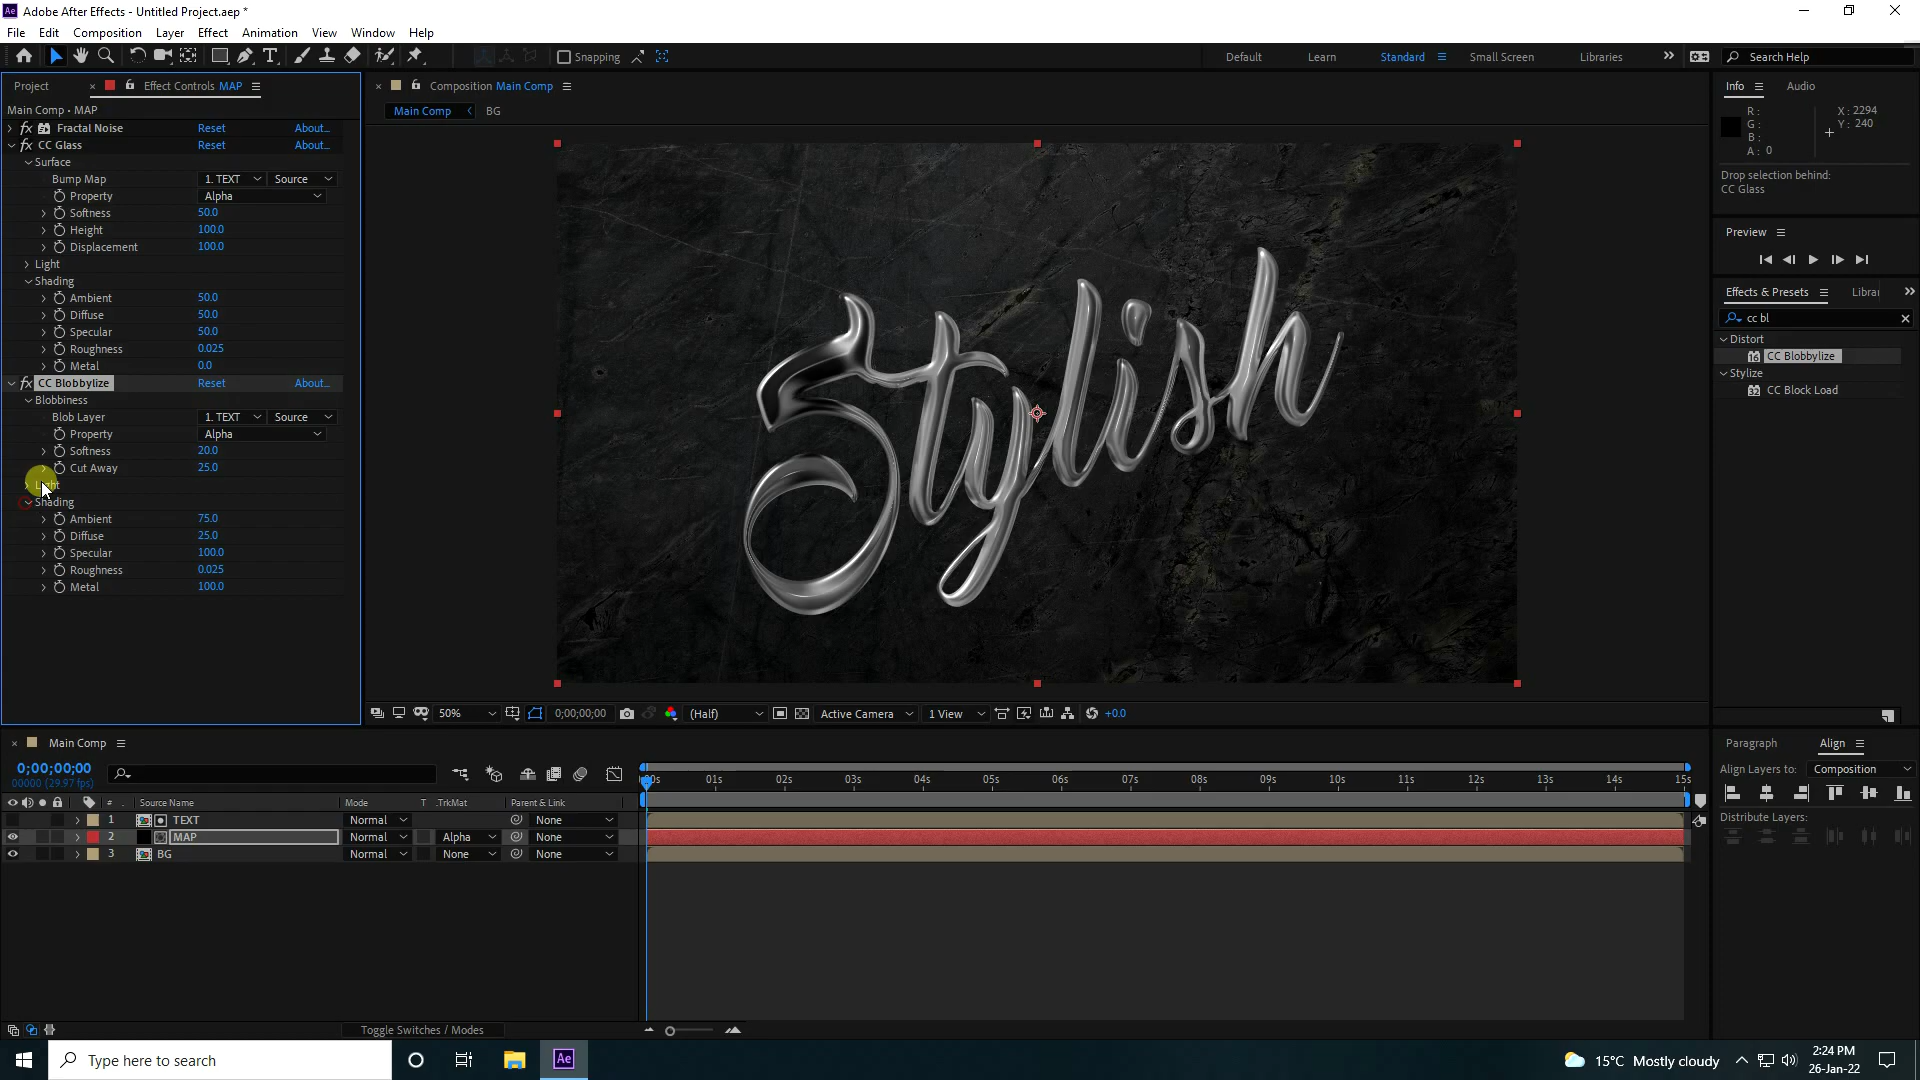 Adobe After Effects - Untitled Project.aep *
File Edit Composition Layer Effect Animation View Window Help
Snapping Default Learn Standard Small Screen Libraries Search Help
Project Effect Controls MAP
Main Comp • MAP
Fractal Noise Reset About...
CC Glass Reset About...
Surface
Bump Map 1. TEXT Source
Property Alpha
Softness 50.0
Height 100.0
Displacement 100.0
Light
Shading
Ambient 50.0
Diffuse 50.0
Specular 50.0
Roughness 0.025
Metal 0.0
CC Blobbylize Reset About...
Blobbiness
Blob Layer 1. TEXT Source
Property Alpha
Softness 20.0
Cut Away 25.0
Light
Shading
Ambient 75.0
Diffuse 25.0
Specular 100.0
Roughness 0.025
Metal 100.0
Composition Main Comp
Main Comp BG
Stylish
50% 0;00;00;00 (Half) Active Camera 1 View +0.0
Info Audio
R: X: 2294
G: Y: 240
B:
A: 0
Drop selection behind:
CC Glass
Preview
Effects & Presets Librar
cc bl
Distort
CC Blobbylize
Stylize
CC Block Load
Main Comp
0;00;00;00
00000 (29.97 fps)
# Source Name Mode T .TrkMat Parent & Link
1 TEXT Normal None
2 MAP Normal Alpha None
3 BG Normal None None
:00s 01s 02s 03s 04s 05s 06s 07s 08s 09s 10s 11s 12s 13s 14s 15s
Toggle Switches / Modes
Paragraph Align
Align Layers to: Composition
Distribute Layers:
Type here to search
15°C Mostly cloudy
2:24 PM
26-Jan-22